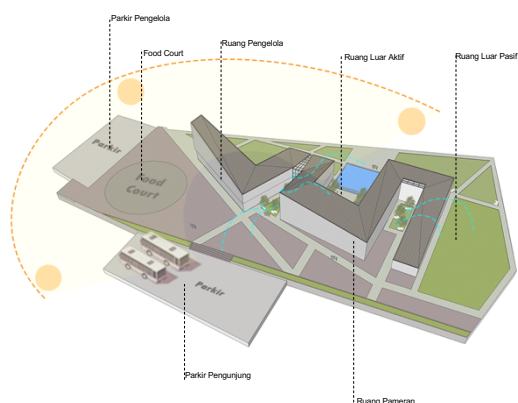 Parkir Pengelola
Food Court
Ruang Pengelola
Ruang Luar Aktif
Ruang Luar Pasif
Parkir
Food
Court
Parkir
Parkir Pengunjung
Ruang Pameran